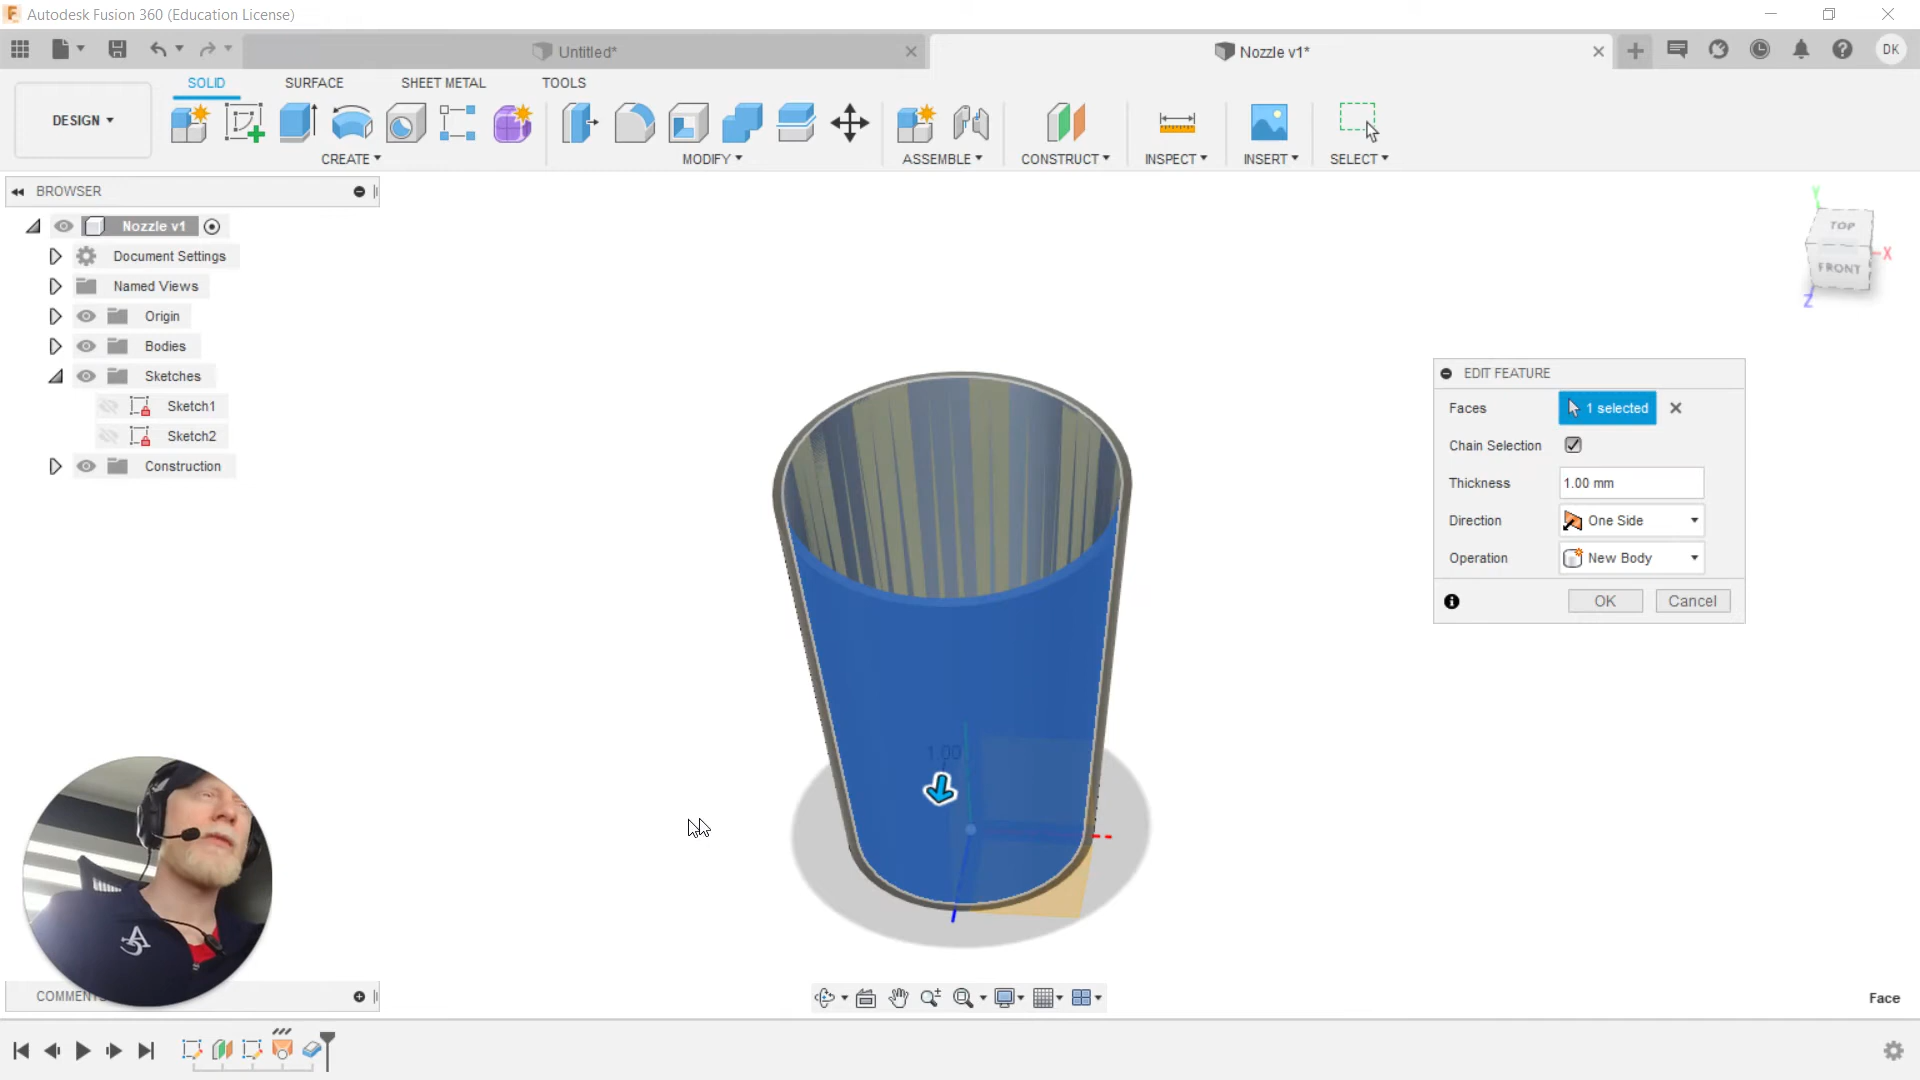 Autodesk Fusion 360 (Education License)
Untitled*
Nozzle v1*
DK
DESIGN
SOLID
SURFACE
SHEET METAL
TOOLS
CREATE
MODIFY
ASSEMBLE
CONSTRUCT
INSPECT
INSERT
SELECT
BROWSER
Nozzle v1
Document Settings
Named Views
Origin
Bodies
Sketches
Sketch1
Sketch2
Construction
Y
TOP
X
FRONT
Z
EDIT FEATURE
Faces 1 selected
Chain Selection
Thickness 1.00 mm
Direction One Side
Operation New Body
OK Cancel
1.00
COMMENTS
Face